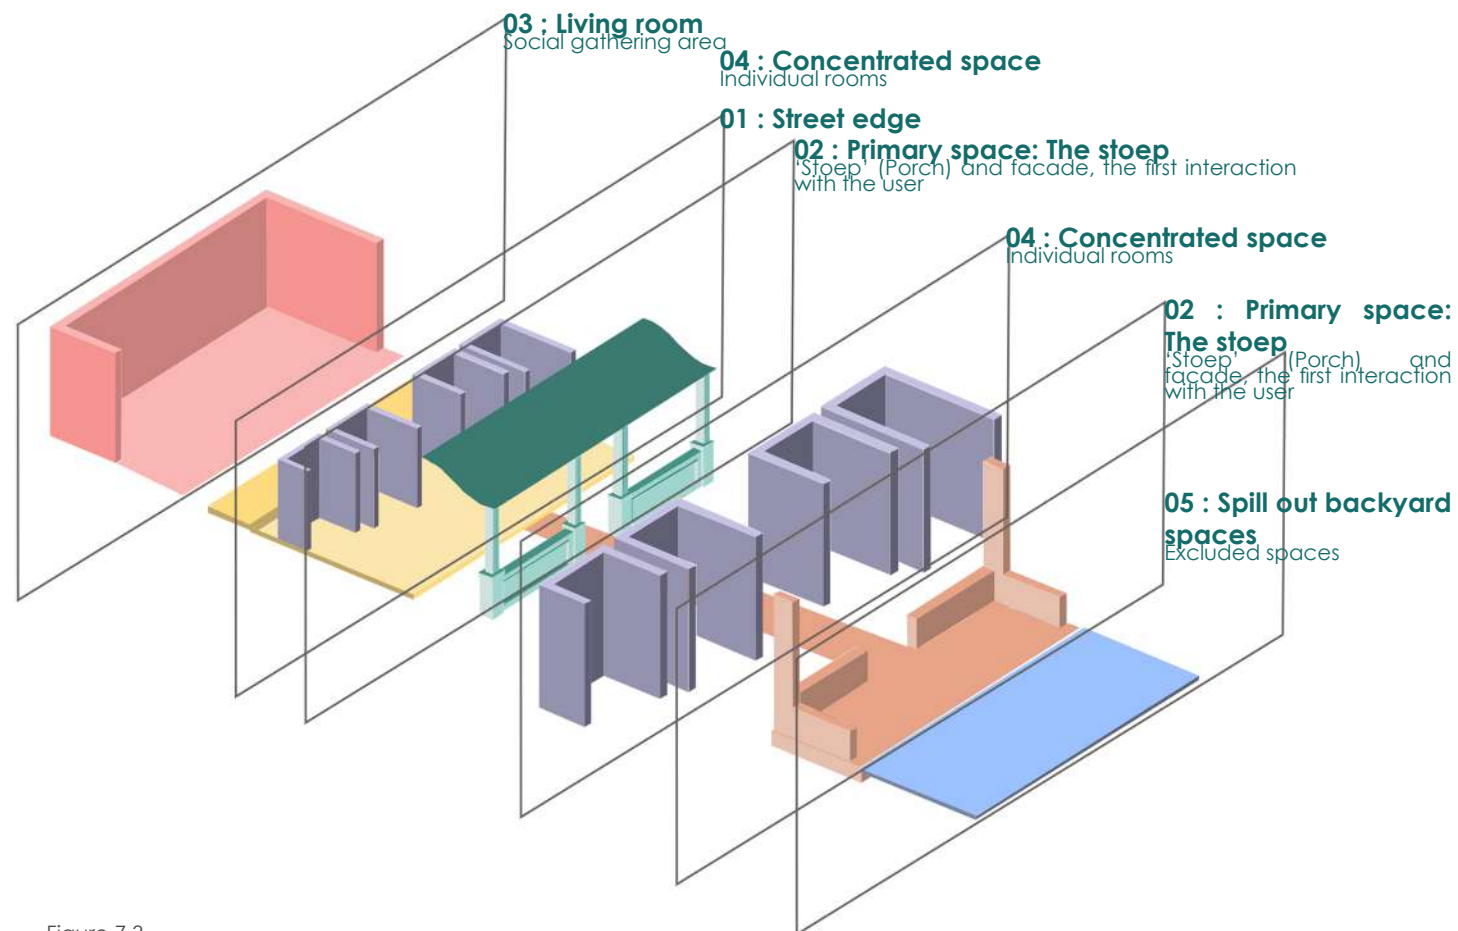 03 : Living room
Social gathering area
04 : Concentrated space
Individual rooms
01 : Street edge
02 : Primary space: The stoep
'Stoep' (Porch) and facade, the first interaction
with the user
04 : Concentrated space
Individual rooms
02 : Primary space:
The stoep
'Stoep' (Porch) and
facade, the first interaction
with the user
05 : Spill out backyard
spaces
Excluded spaces